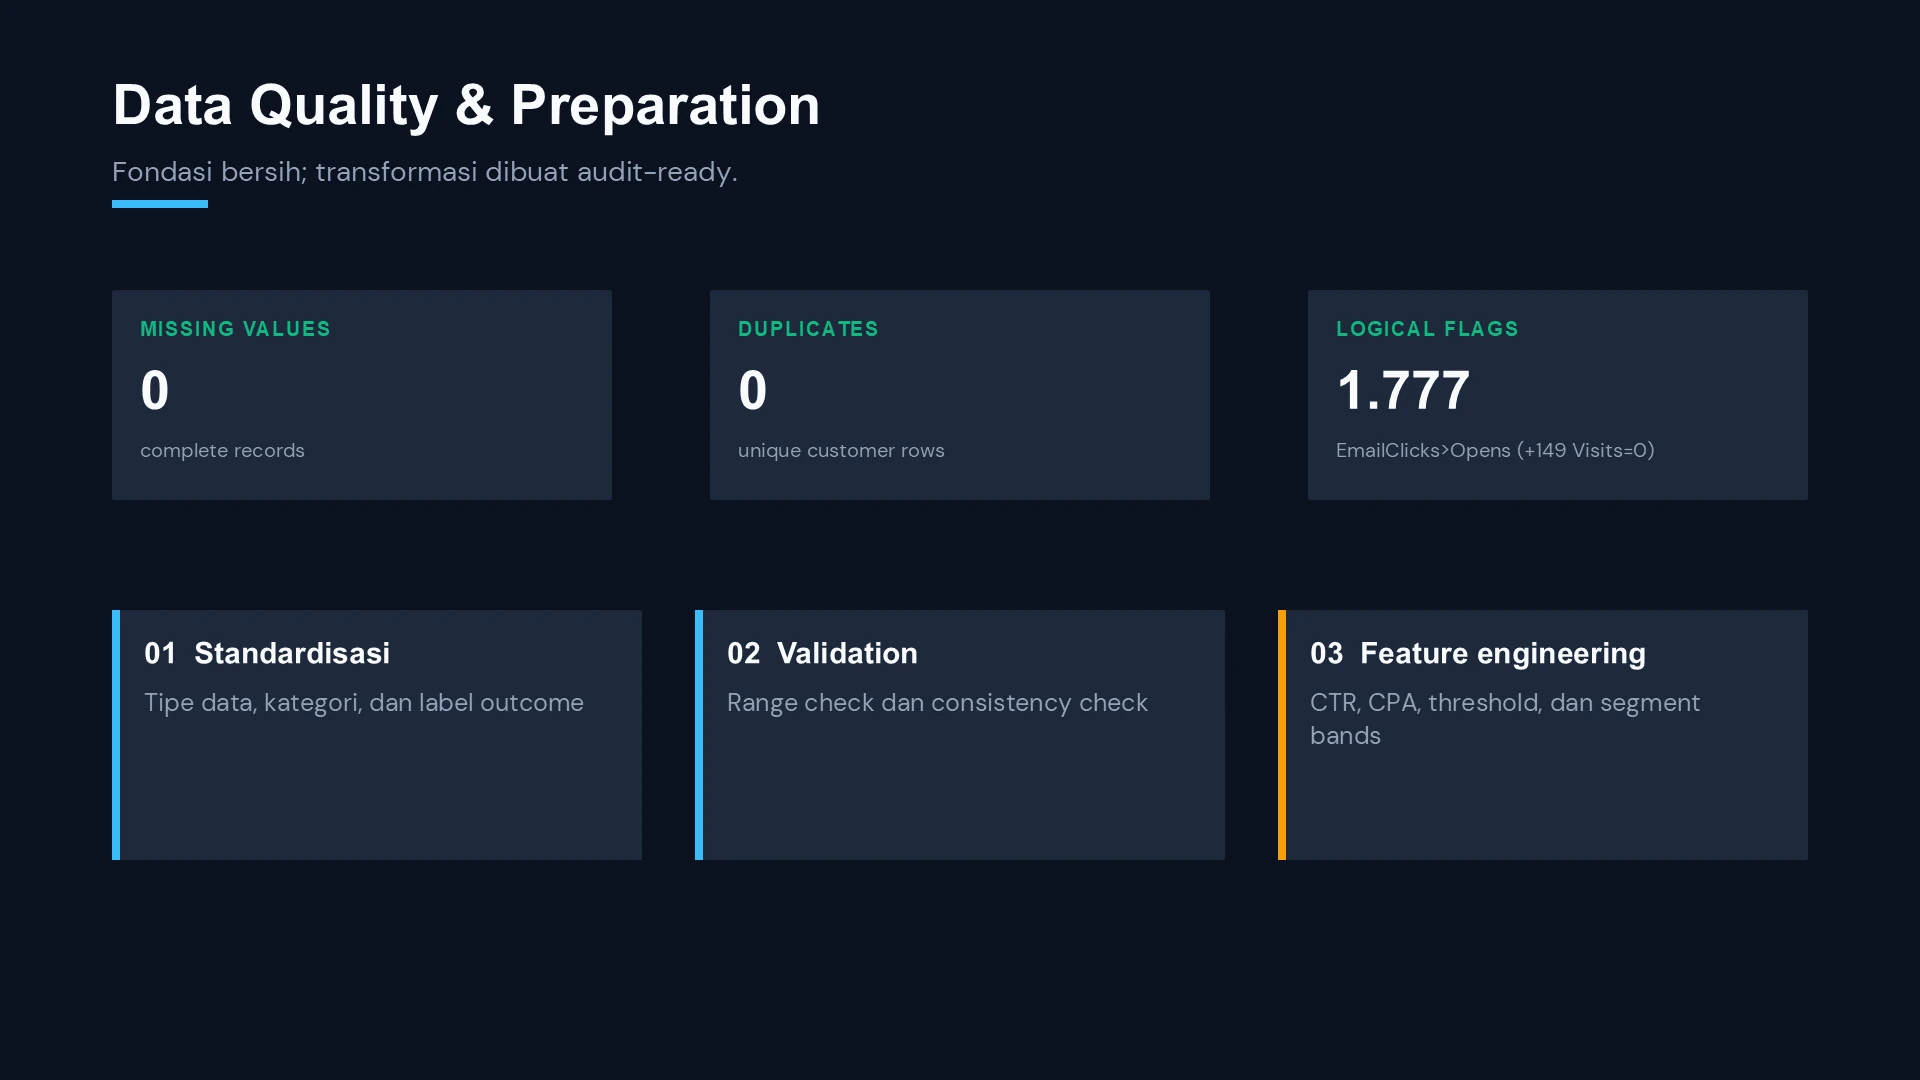 Data Quality & Preparation
Fondasi bersih; transformasi dibuat audit-ready.
MISSING VALUES
0
complete records
DUPLICATES
0
unique customer rows
LOGICAL FLAGS
1.777
EmailClicks>Opens (+149 Visits=0)
01 Standardisasi
Tipe data, kategori, dan label outcome
02 Validation
Range check dan consistency check
03 Feature engineering
CTR, CPA, threshold, dan segment
bands